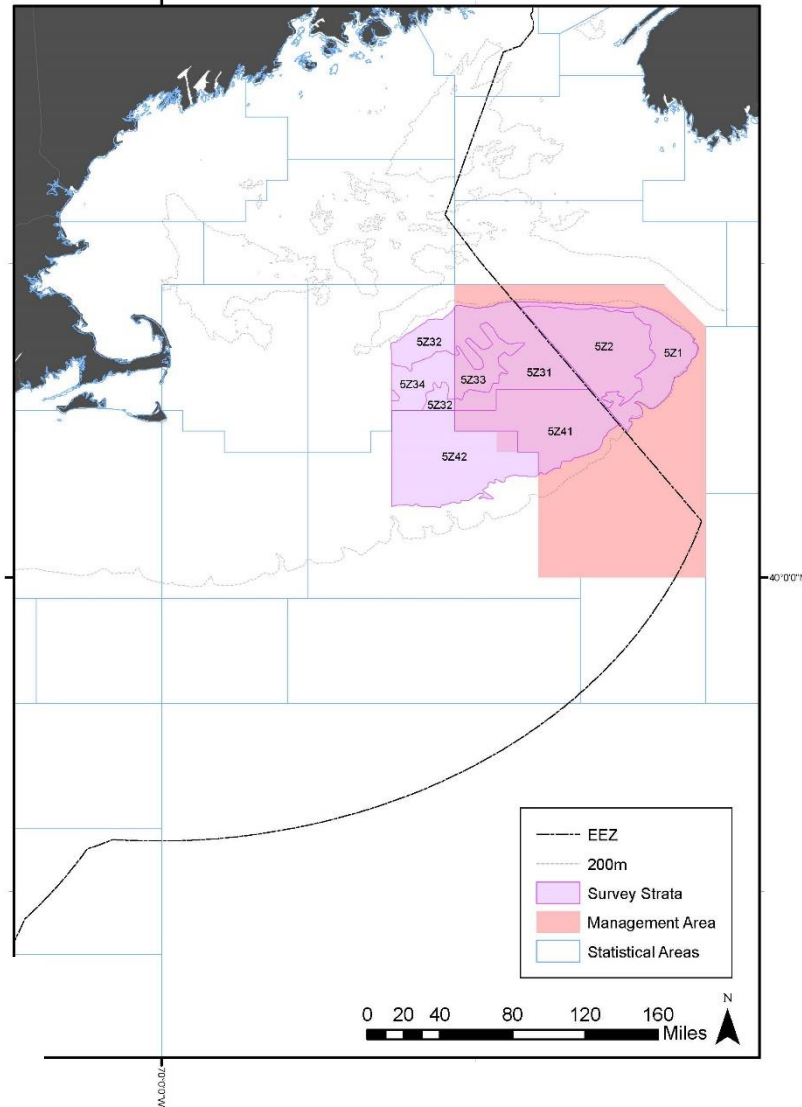 5Z32
5Z2
5Z1
5Z34
5Z33
5Z31
5Z32
5Z41
5Z42
40°0'0"N
EEZ
200m
Survey Strata
Management Area
Statistical Areas
0 20 40 80 120 160
Miles
N
70°0'0"W